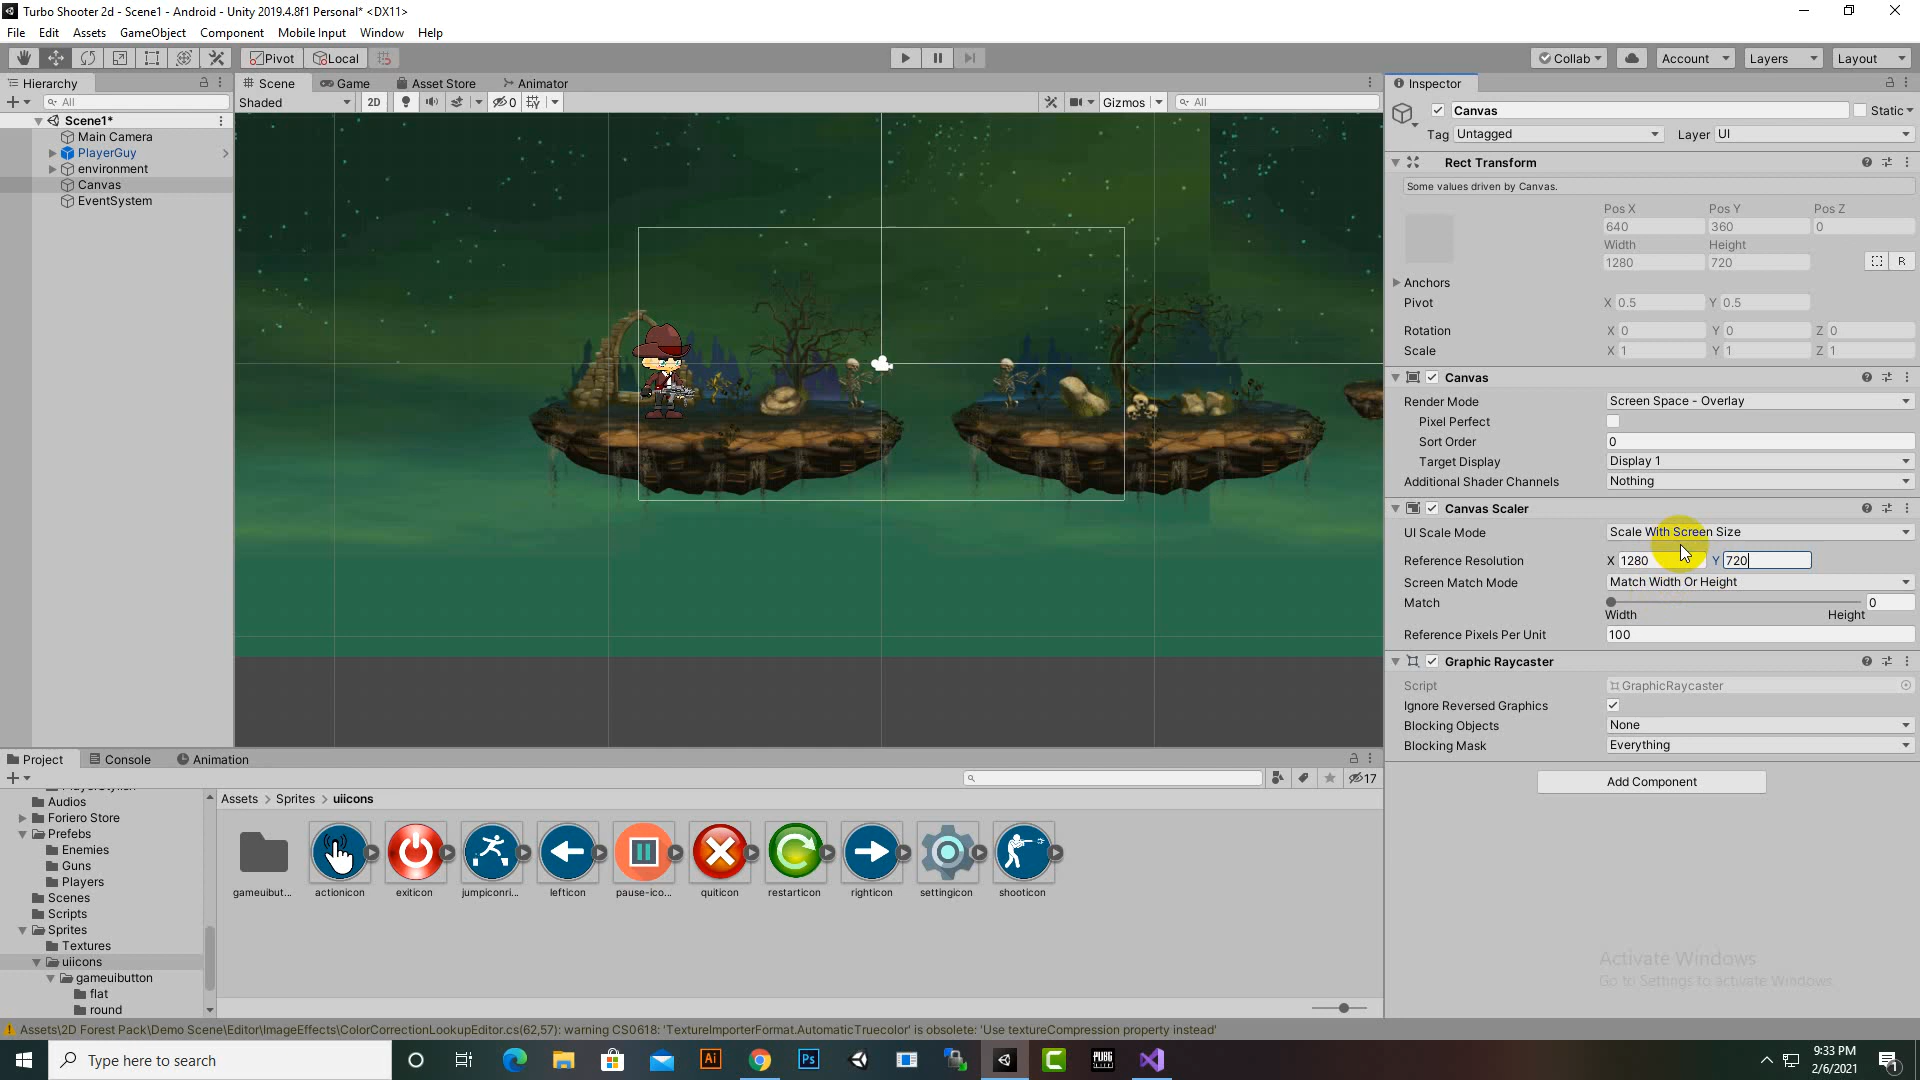 Turbo Shooter 2d - Scene1 - Android - Unity 2019.4.8f1 Personal* <DX11>
File Edit Assets GameObject Component Mobile Input Window Help
Pivot Local Collab Account Layers Layout
Hierarchy Scene Game Asset Store Animator Inspector
All Shaded 2D 0 Gizmos All Canvas Static
Scene1*
Main Camera
PlayerGuy
environment
Canvas
EventSystem
Tag Untagged Layer UI
Rect Transform
Some values driven by Canvas.
Pos X Pos Y Pos Z
640 360 0
Width Height
1280 720 R
Anchors
Pivot X 0.5 Y 0.5
Rotation X 0 Y 0 Z 0
Scale X 1 Y 1 Z 1
Canvas
Render Mode Screen Space - Overlay
Pixel Perfect
Sort Order 0
Target Display Display 1
Additional Shader Channels Nothing
Canvas Scaler
UI Scale Mode Scale With Screen Size
Reference Resolution X 1280 Y 720
Screen Match Mode Match Width Or Height
Match 0
Width Height
Reference Pixels Per Unit 100
Graphic Raycaster
Script GraphicRaycaster
Ignore Reversed Graphics
Blocking Objects None
Blocking Mask Everything
Add Component
Project Console Animation
17
Audios
Foriero Store
Prefebs
Enemies
Guns
Players
Scenes
Scripts
Sprites
Textures
uiicons
gameuibutton
flat
round
Assets > Sprites > uiicons
gameuibut... actionicon exiticon jumpiconri... lefticon pause-ico... quiticon restarticon righticon settingicon shooticon
Activate Windows
Go to Settings to activate Windows.
Assets\2D Forest Pack\Demo Scene\Editor\ImageEffects\ColorCorrectionLookupEditor.cs(62,57): warning CS0618: 'TextureImporterFormat.AutomaticTruecolor' is obsolete: 'Use textureCompression property instead'
Type here to search
Ai Ps PUBG
9:33 PM
2/6/2021
1